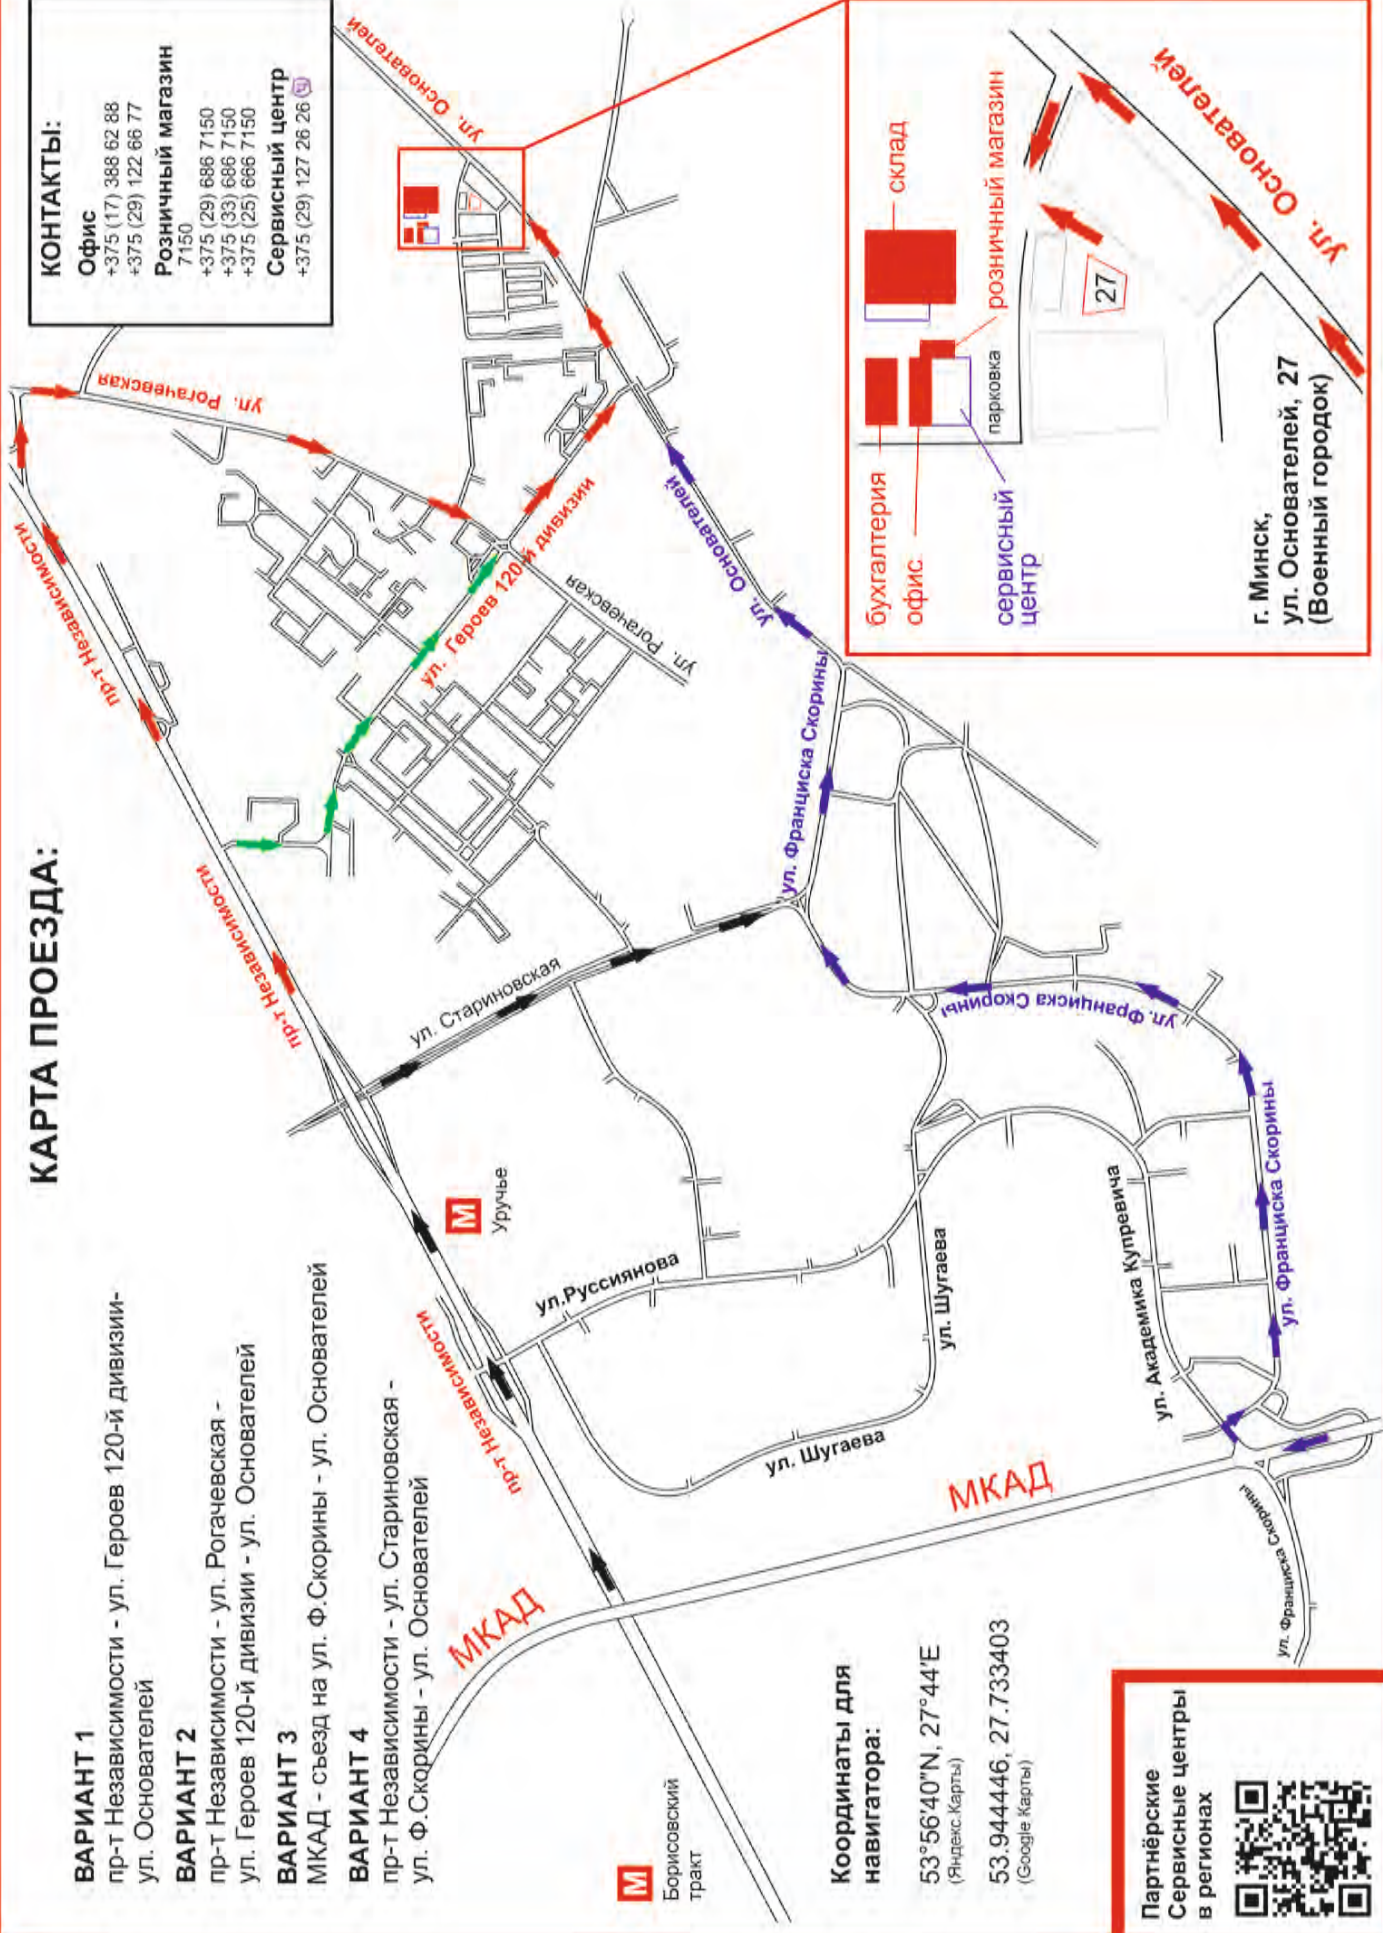 КАРТА ПРОЕЗДА:
ВАРИАНТ 1
пр-т Независимости - ул. Героев 120-й дивизии-
ул. Основателей
ВАРИАНТ 2
пр-т Независимости - ул. Рогачевская -
ул. Героев 120-й дивизии - ул. Основателей
ВАРИАНТ 3
МКАД - съезд на ул. Ф.Скорины - ул. Основателей
ВАРИАНТ 4
пр-т Независимости - ул. Стариновская -
ул. Ф.Скорины - ул. Основателей
КОНТАКТЫ:
Офис
+375 (17) 388 62 88
+375 (29) 122 66 77
Розничный магазин
7150
+375 (29) 686 7150
+375 (33) 686 7150
+375 (25) 666 7150
Сервисный центр
+375 (29) 127 26 26
пр-т Независимости
пр-т Независимости
пр-т Независимости
ул. Рогачевская
ул. Рогачевская
ул. Героев 120-й дивизии
ул. Основателей
ул. Основателей
ул. Стариновская
ул. Франциска Скорины
ул. Франциска Скорины
ул. Франциска Скорины
ул. Франциска Скорины
М
Уручье
ул.Руссиянова
ул. Шугаева
ул. Шугаева
ул. Академика Купревича
МКАД
МКАД
М
Борисовский
тракт
Координаты для
навигатора:
53°56'40"N, 27°44'E
(Яндекс.Карты)
53.944446, 27.733403
(Google.Карты)
Партнёрские
Сервисные центры
в регионах
бухгалтерия
офис
сервисный
центр
склад
розничный магазин
парковка
27
ул. Основателей
г. Минск,
ул. Основателей, 27
(Военный городок)